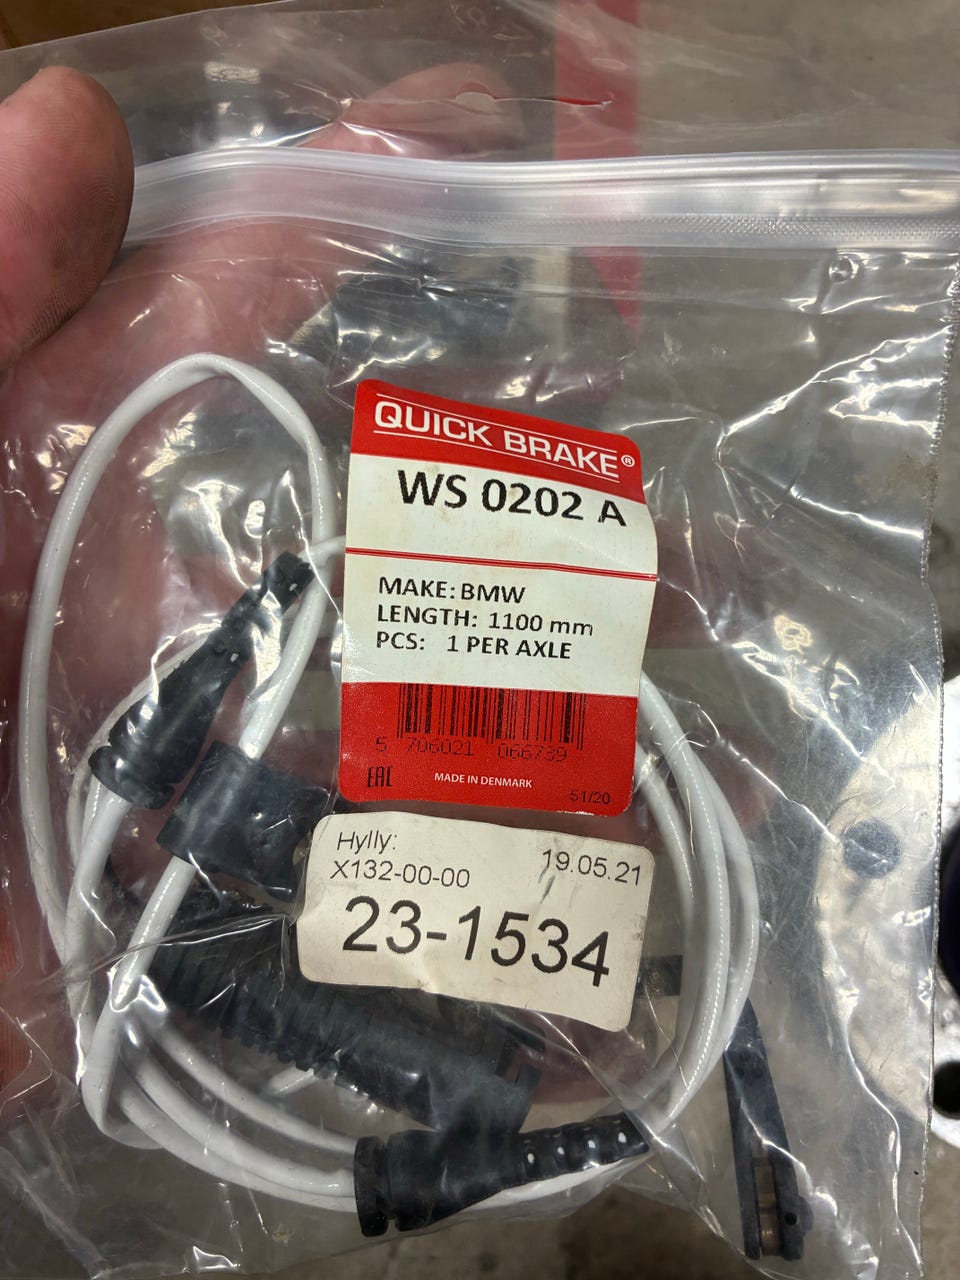 QUICK BRAKE®
WS 0202 A
MAKE: BMW
LENGTH: 1100 mm
PCS: 1 PER AXLE
5 706021 066739
EAC MADE IN DENMARK
51/20
Hylly: 19.05.21
X132-00-00
23-1534